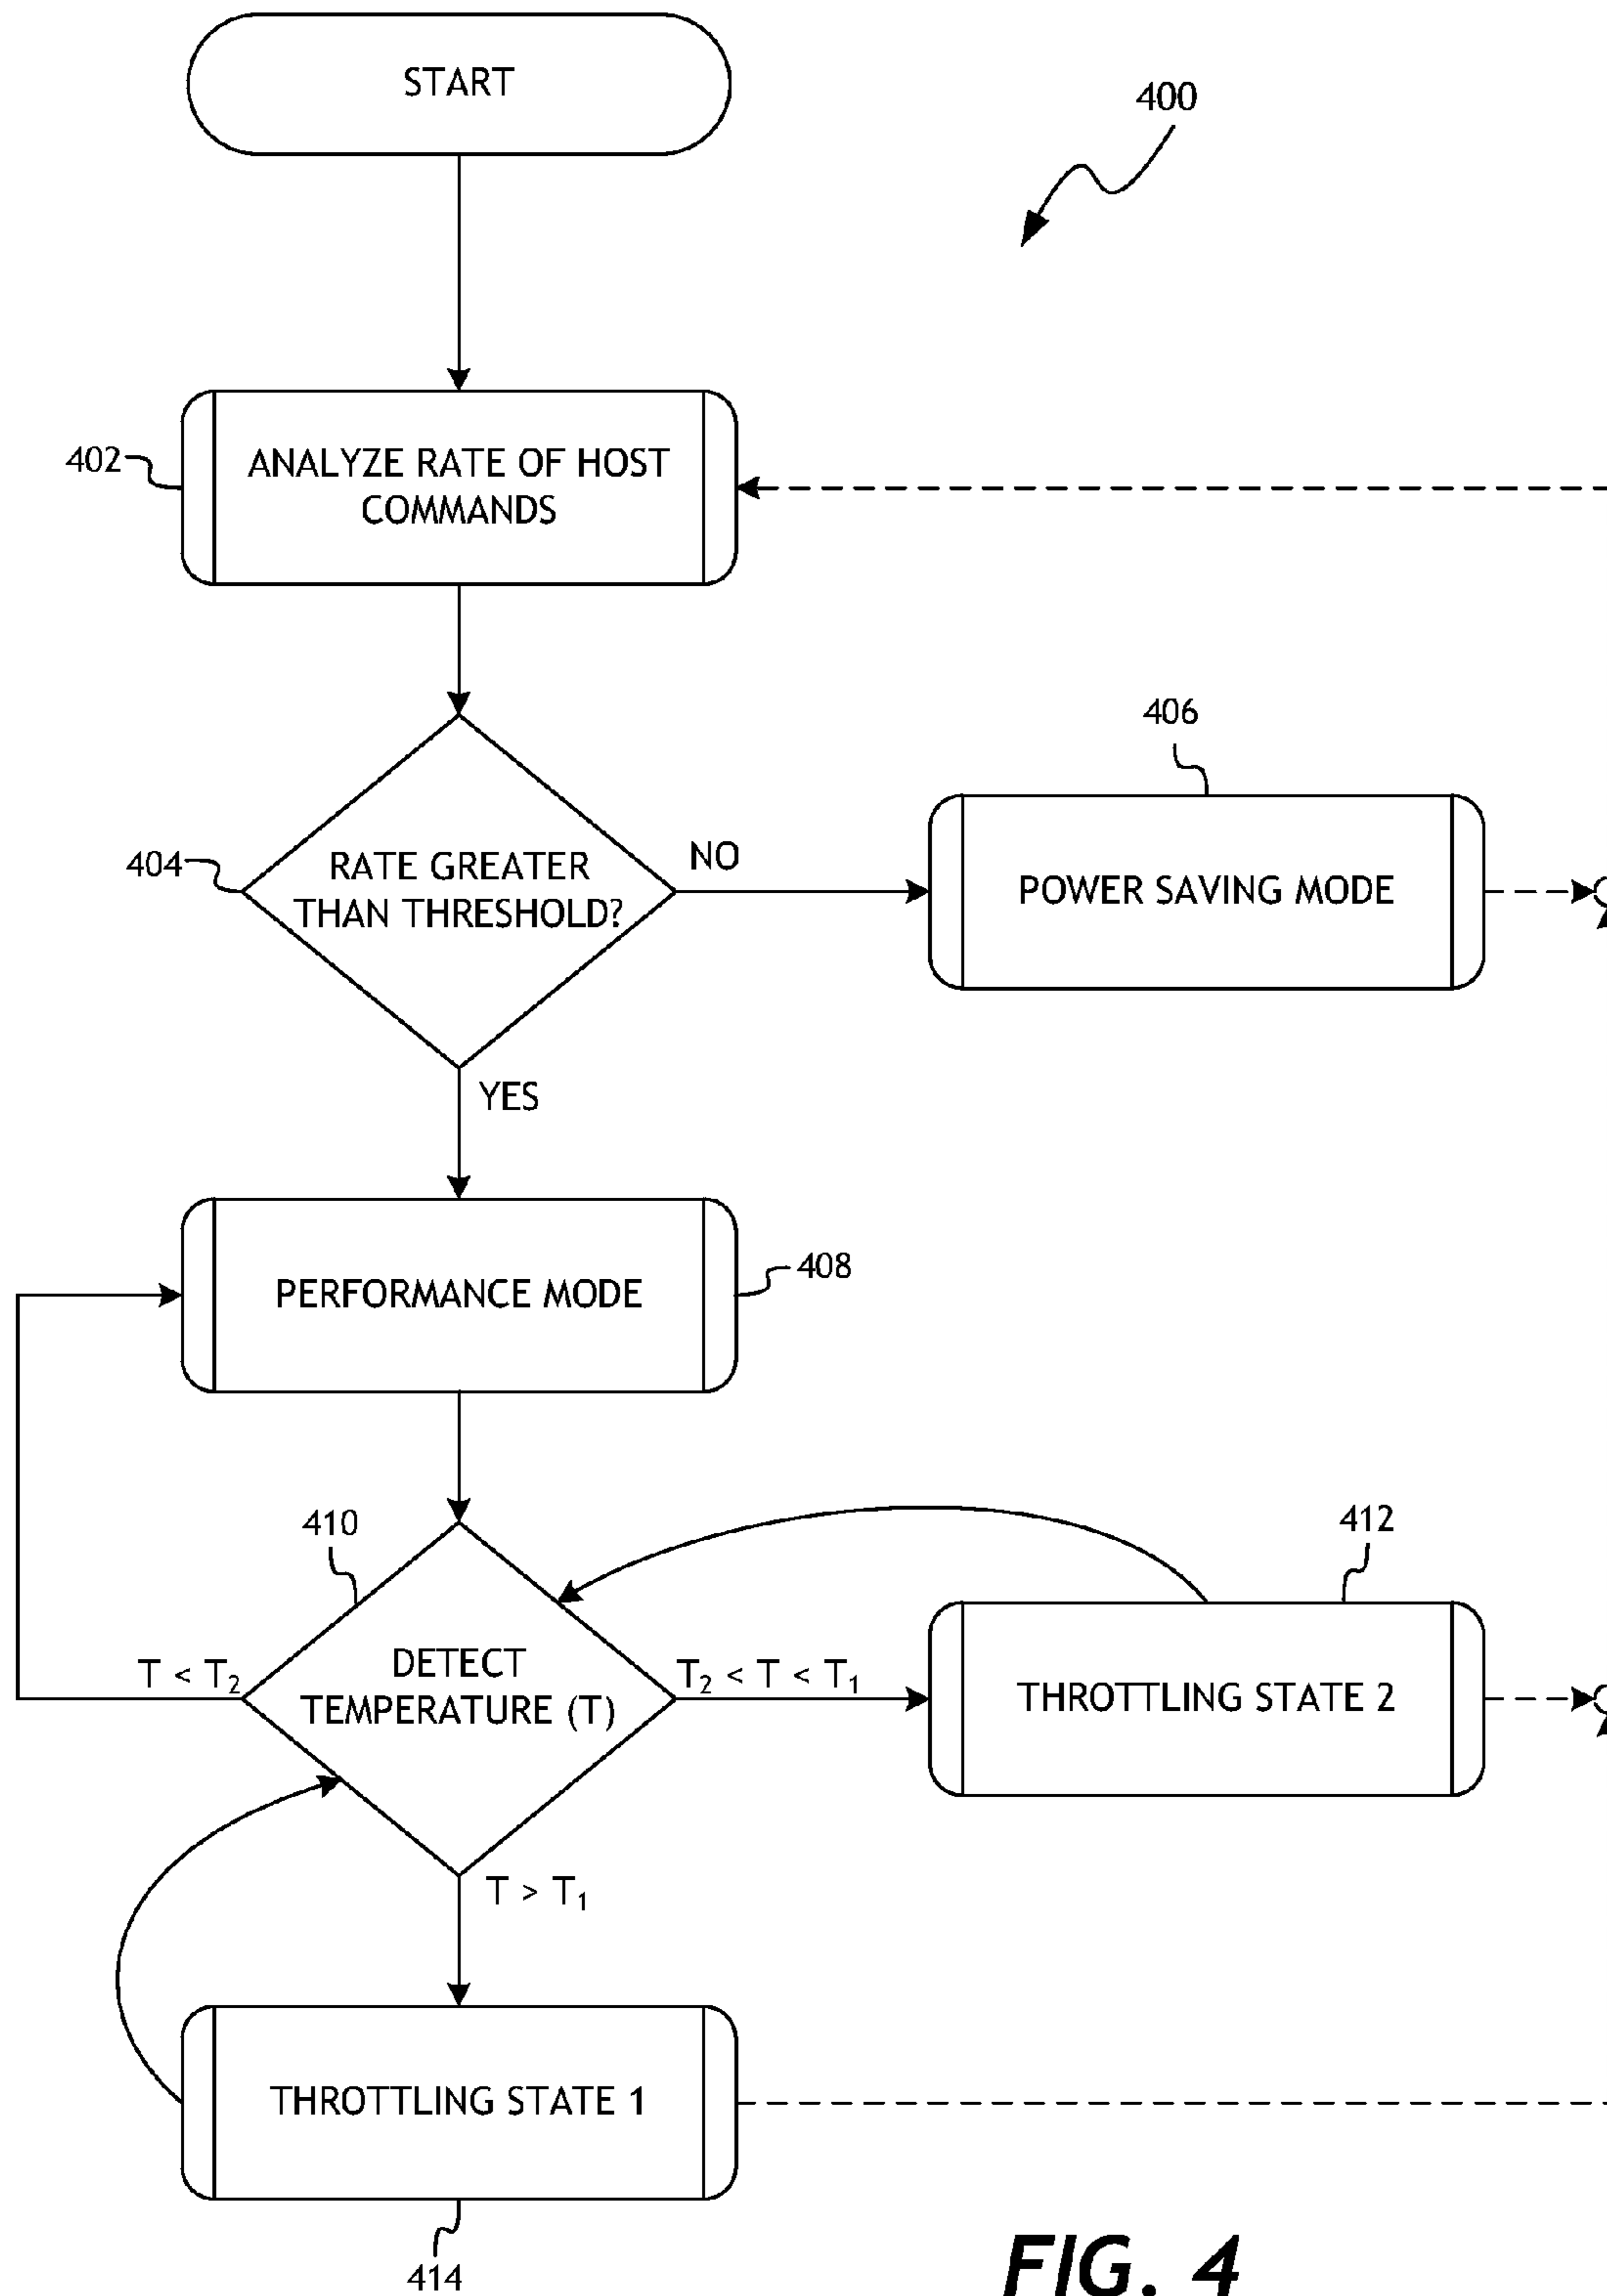 START
400
402
ANALYZE RATE OF HOST
COMMANDS
406
404
RATE GREATER
THAN THRESHOLD?
NO
POWER SAVING MODE
YES
PERFORMANCE MODE
408
410
412
T < T₂
DETECT
TEMPERATURE (T)
T₂ < T < T₁
THROTTLING STATE 2
T > T₁
THROTTLING STATE 1
414
FIG. 4